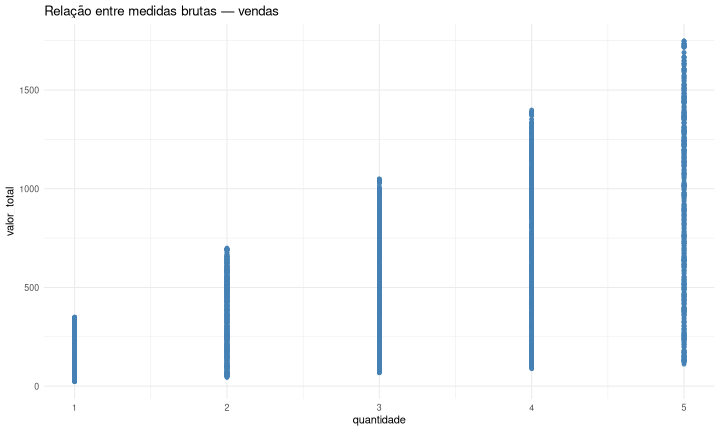 Relação entre medidas brutas — vendas
valor_total
1500
1000
500
0
1 2 3 4 5
quantidade